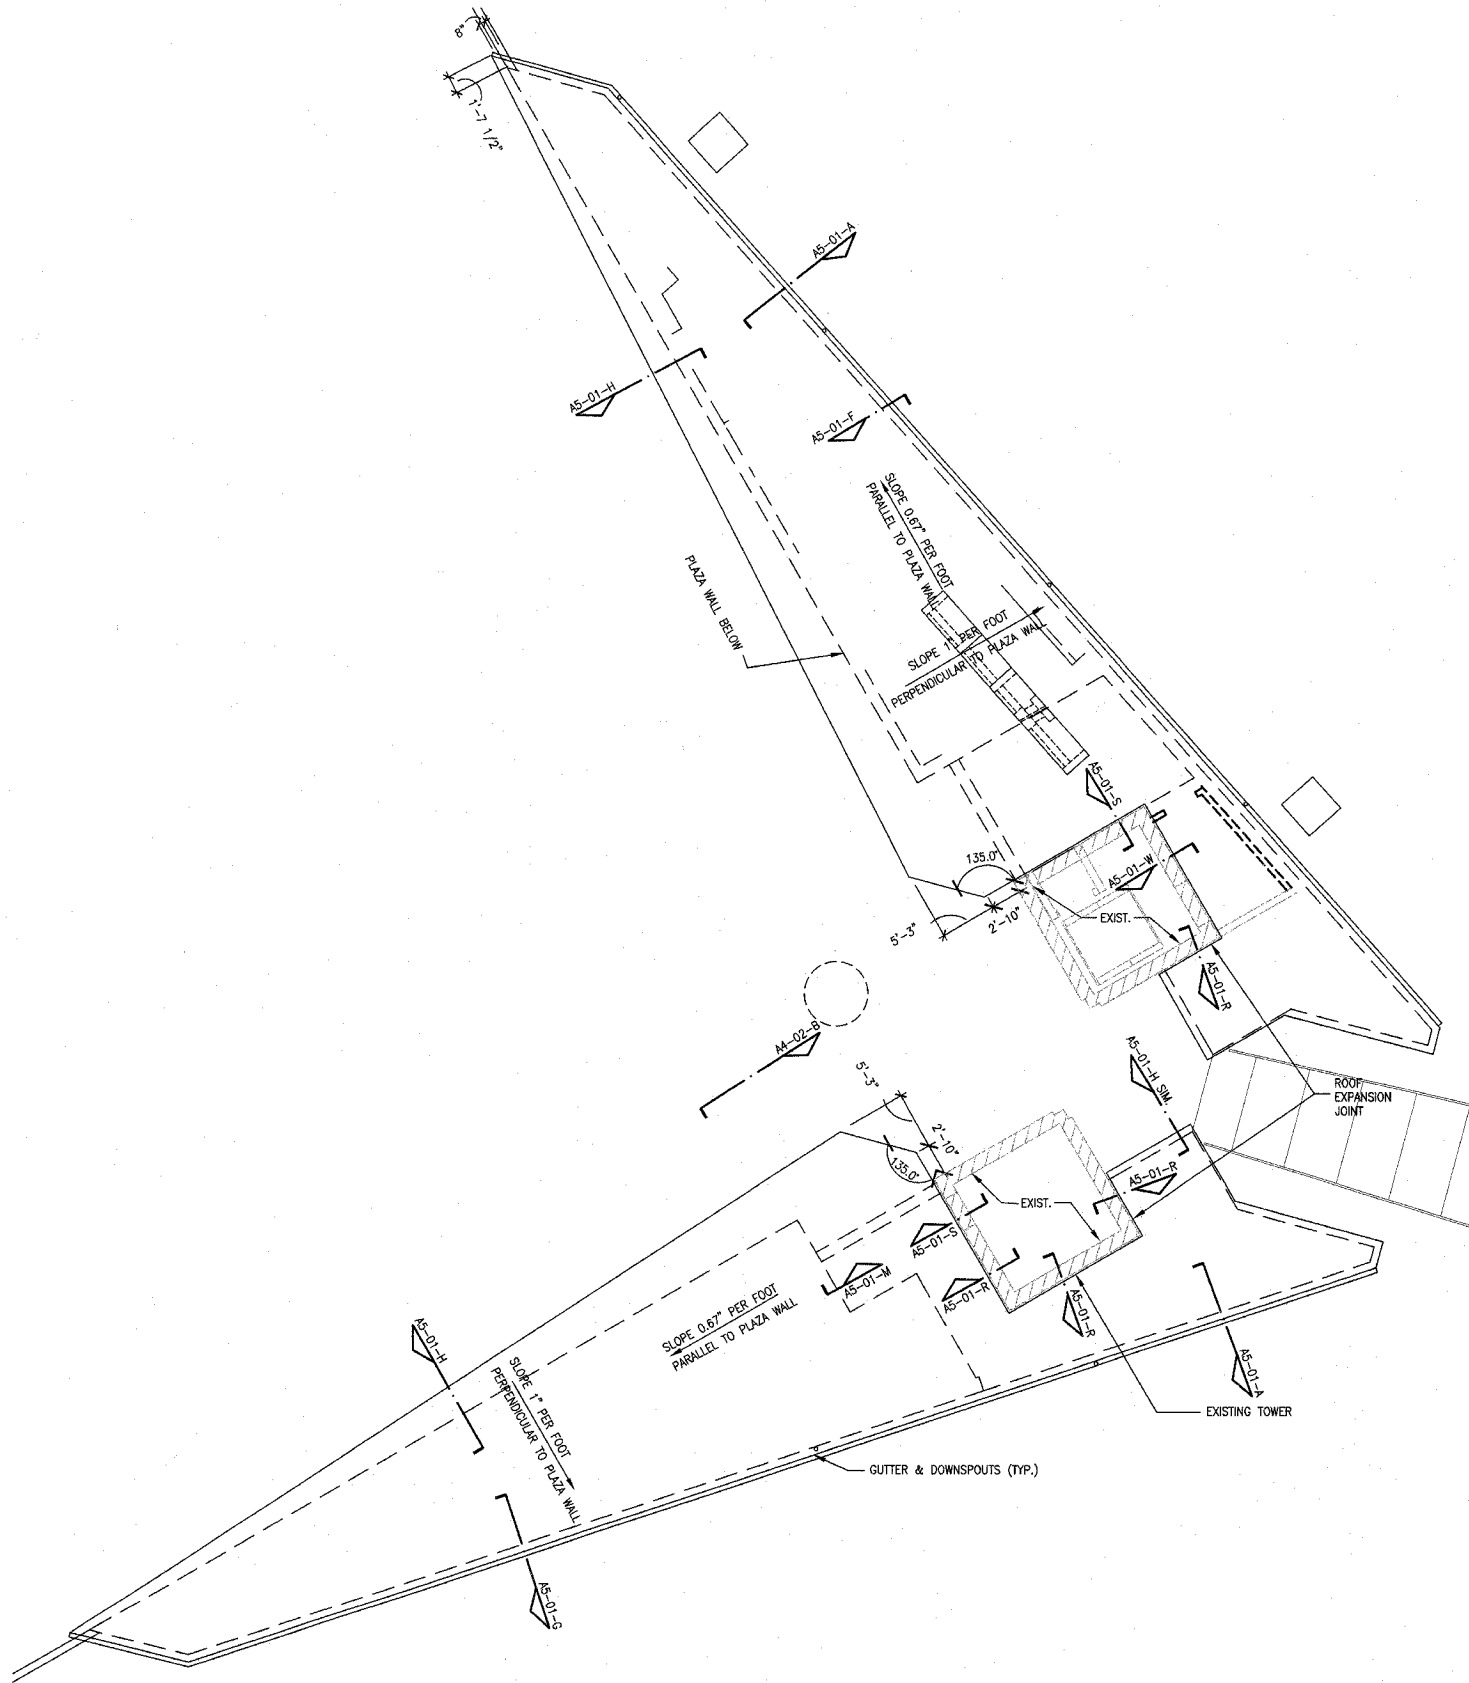 8"
1'-7 1/2"
A5-01-A
A5-01-H
A5-01-F
SLOPE 0.67" PER FOOT
PARALLEL TO PLAZA WALL
PLAZA WALL BELOW
SLOPE 1" PER FOOT
PERPENDICULAR TO PLAZA WALL
A5-01-S
135.0°
A5-01-W
EXIST.
5'-3"
2'-10"
A5-01-R
A4-02-B
A5-01-H SIM.
5'-3"
ROOF
EXPANSION
JOINT
2'-10"
135.0°
A5-01-R
EXIST.
A5-01-S
A5-01-M
A5-01-R
A5-01-R
SLOPE 0.67" PER FOOT
PARALLEL TO PLAZA WALL
A5-01-H
SLOPE 1" PER FOOT
PERPENDICULAR TO PLAZA WALL
A5-01-A
EXISTING TOWER
GUTTER & DOWNSPOUTS (TYP.)
A5-01-G